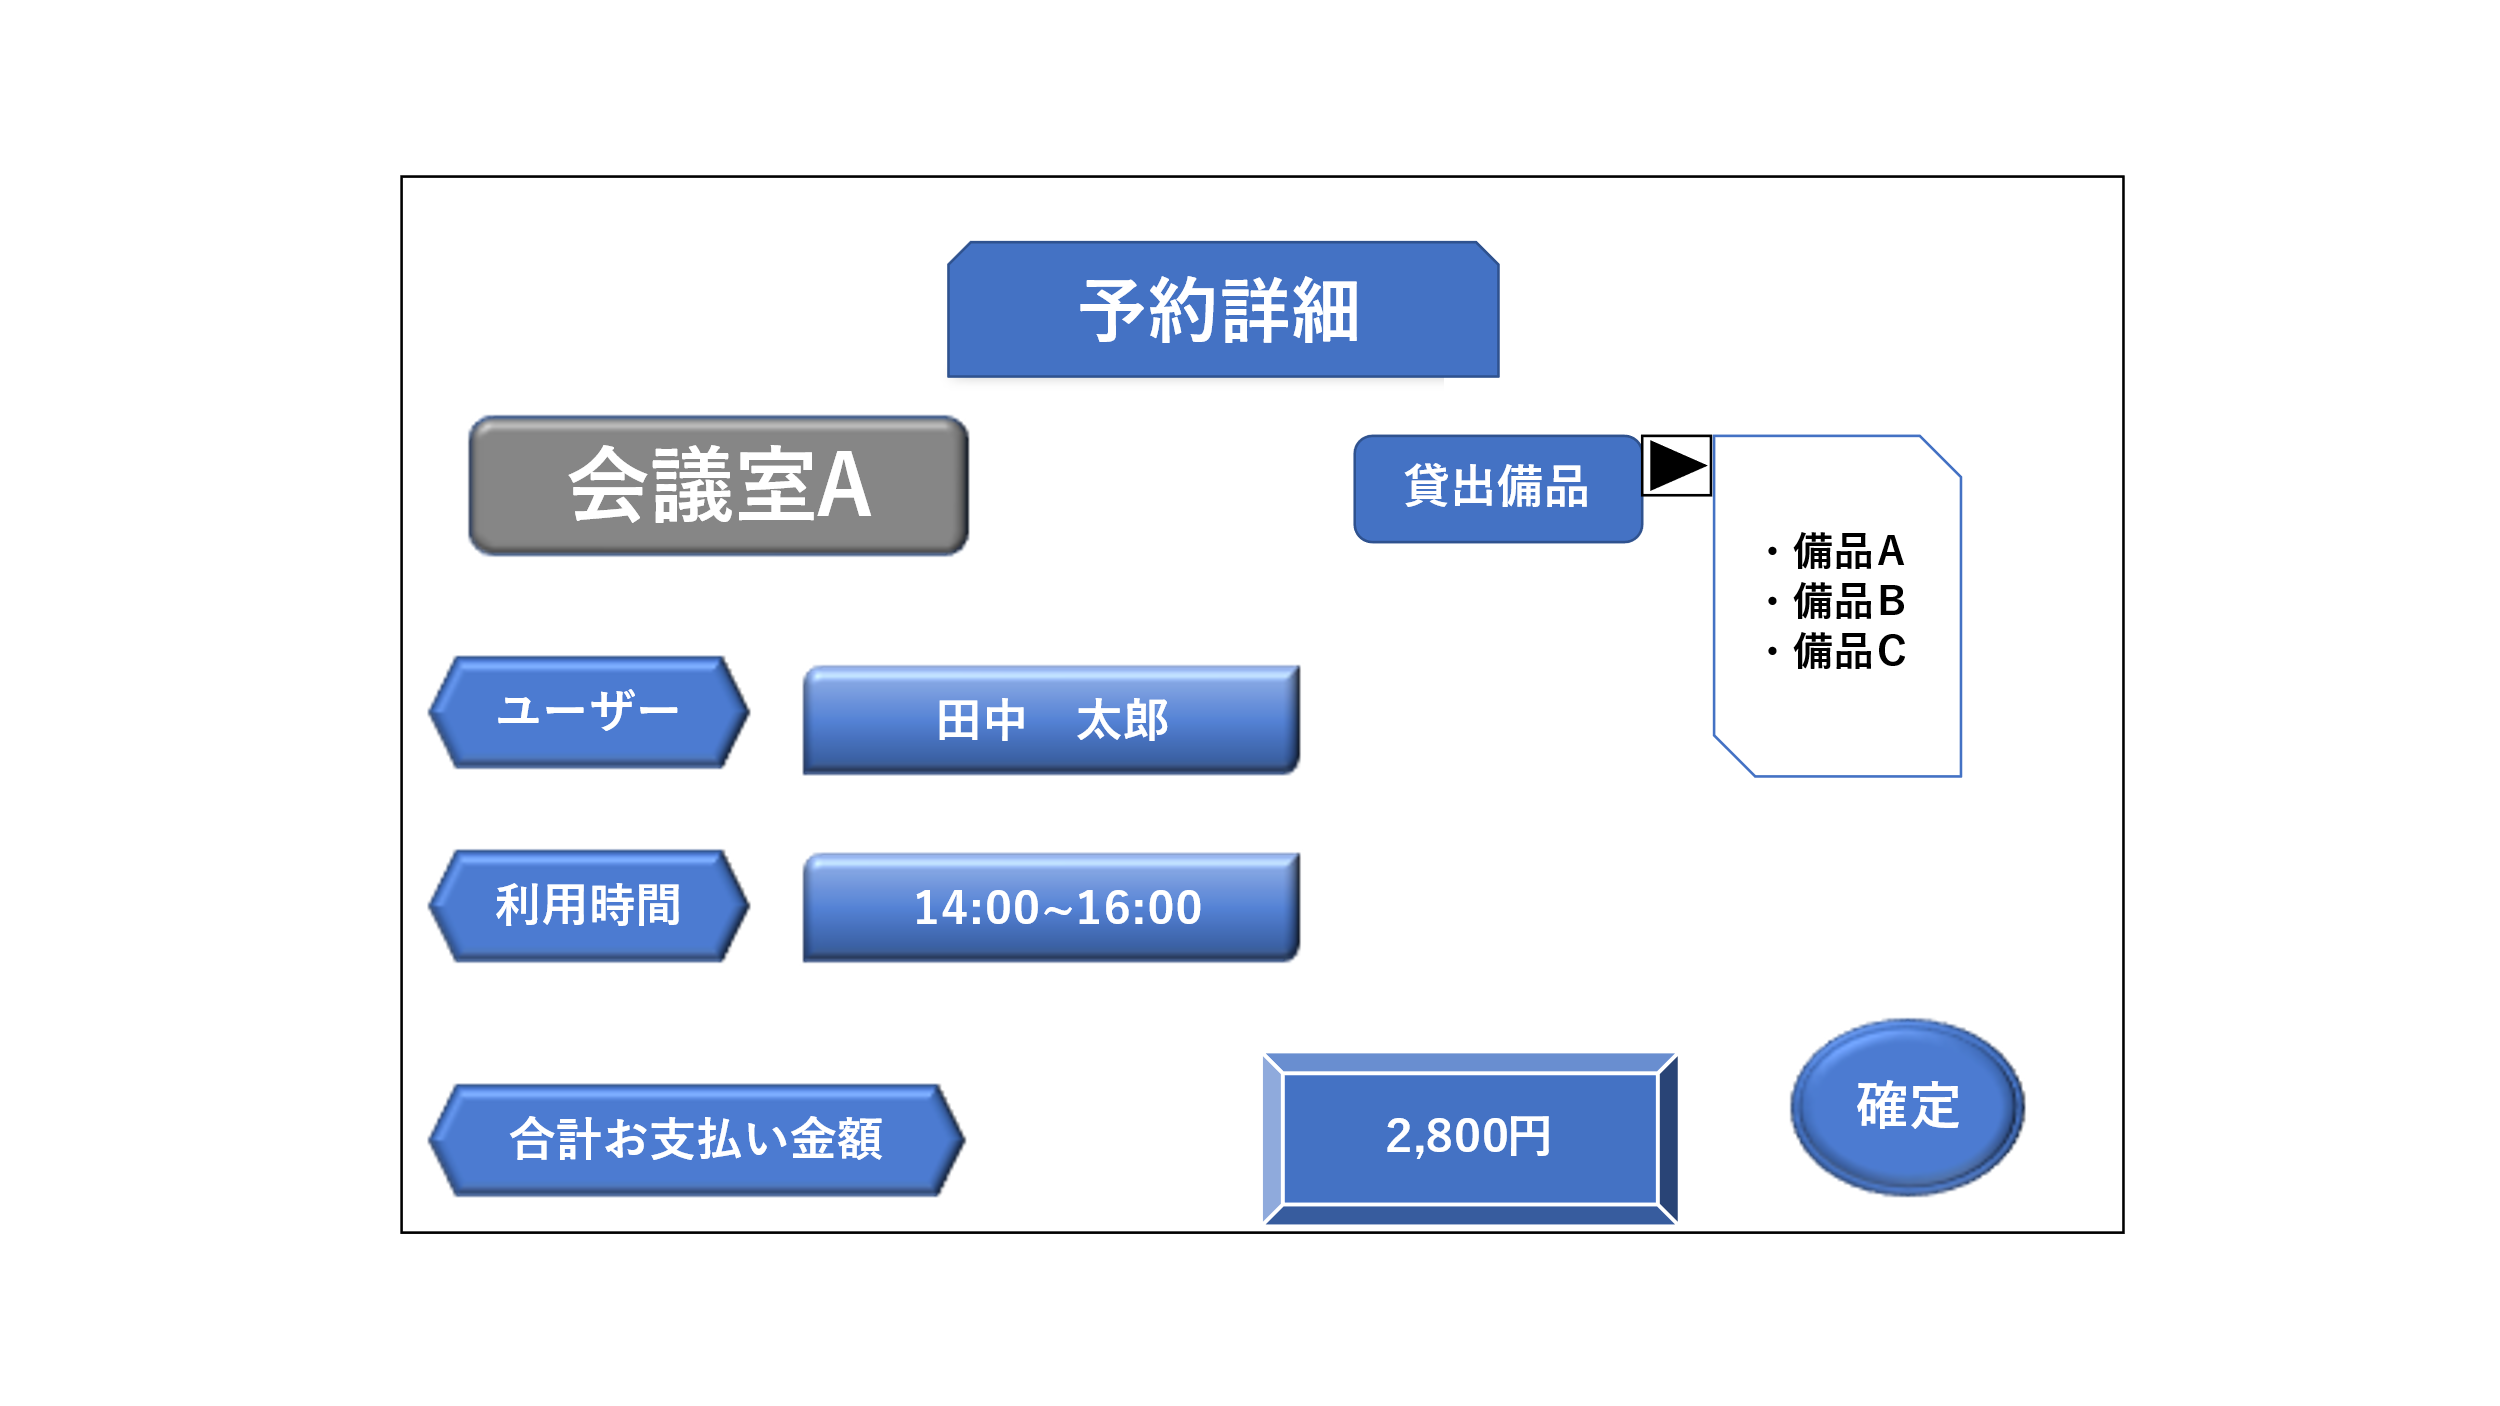 予約詳細
会議室A
貸出備品
・備品A
・備品B
・備品C
ユーザー
田中　太郎
利用時間
14:00~16:00
合計お支払い金額
2,800円
確定